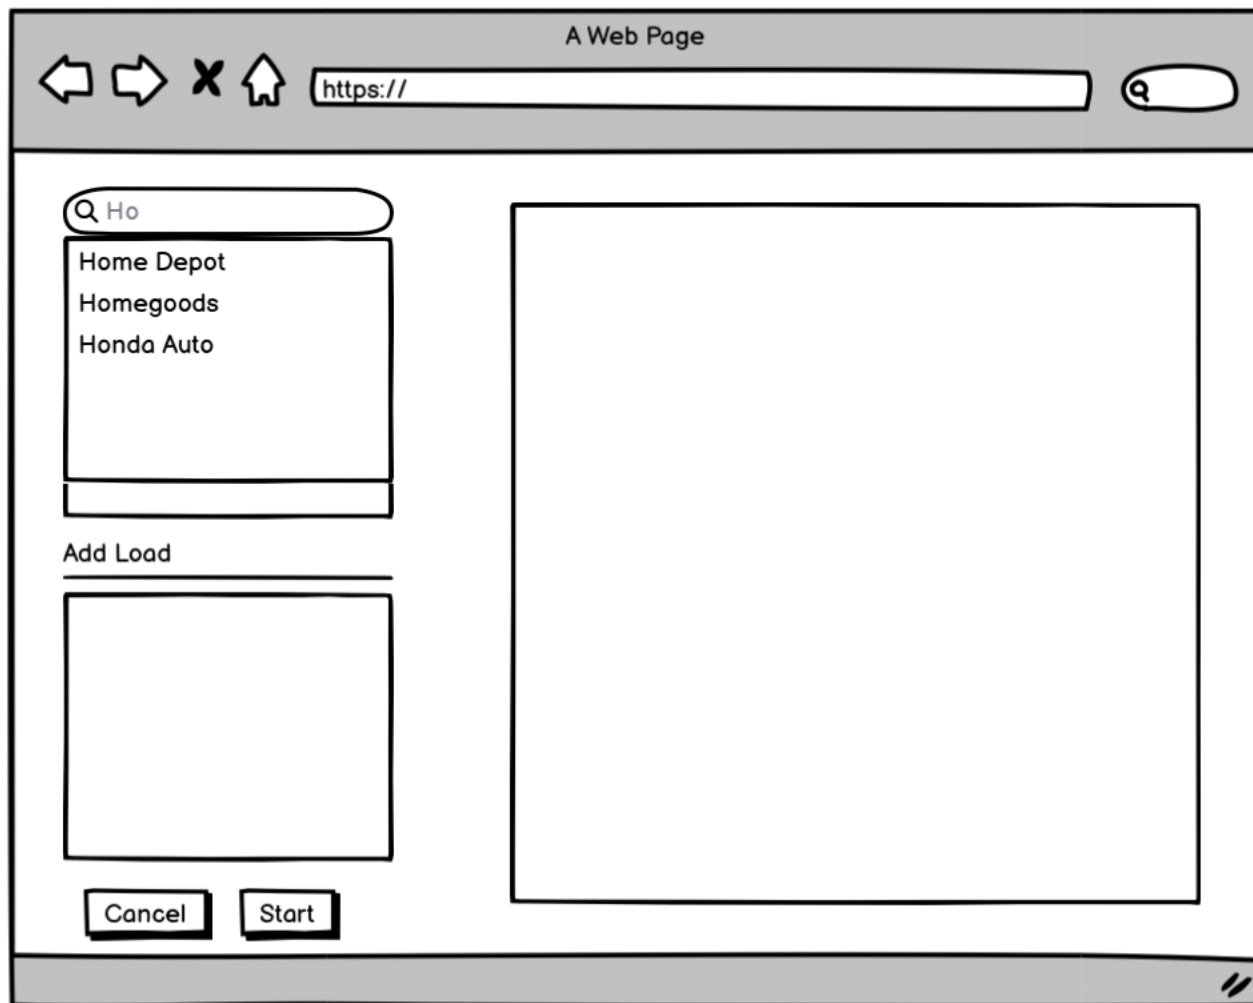 A Web Page
https://
Ho
Home Depot
Homegoods
Honda Auto
Add Load
Cancel
Start